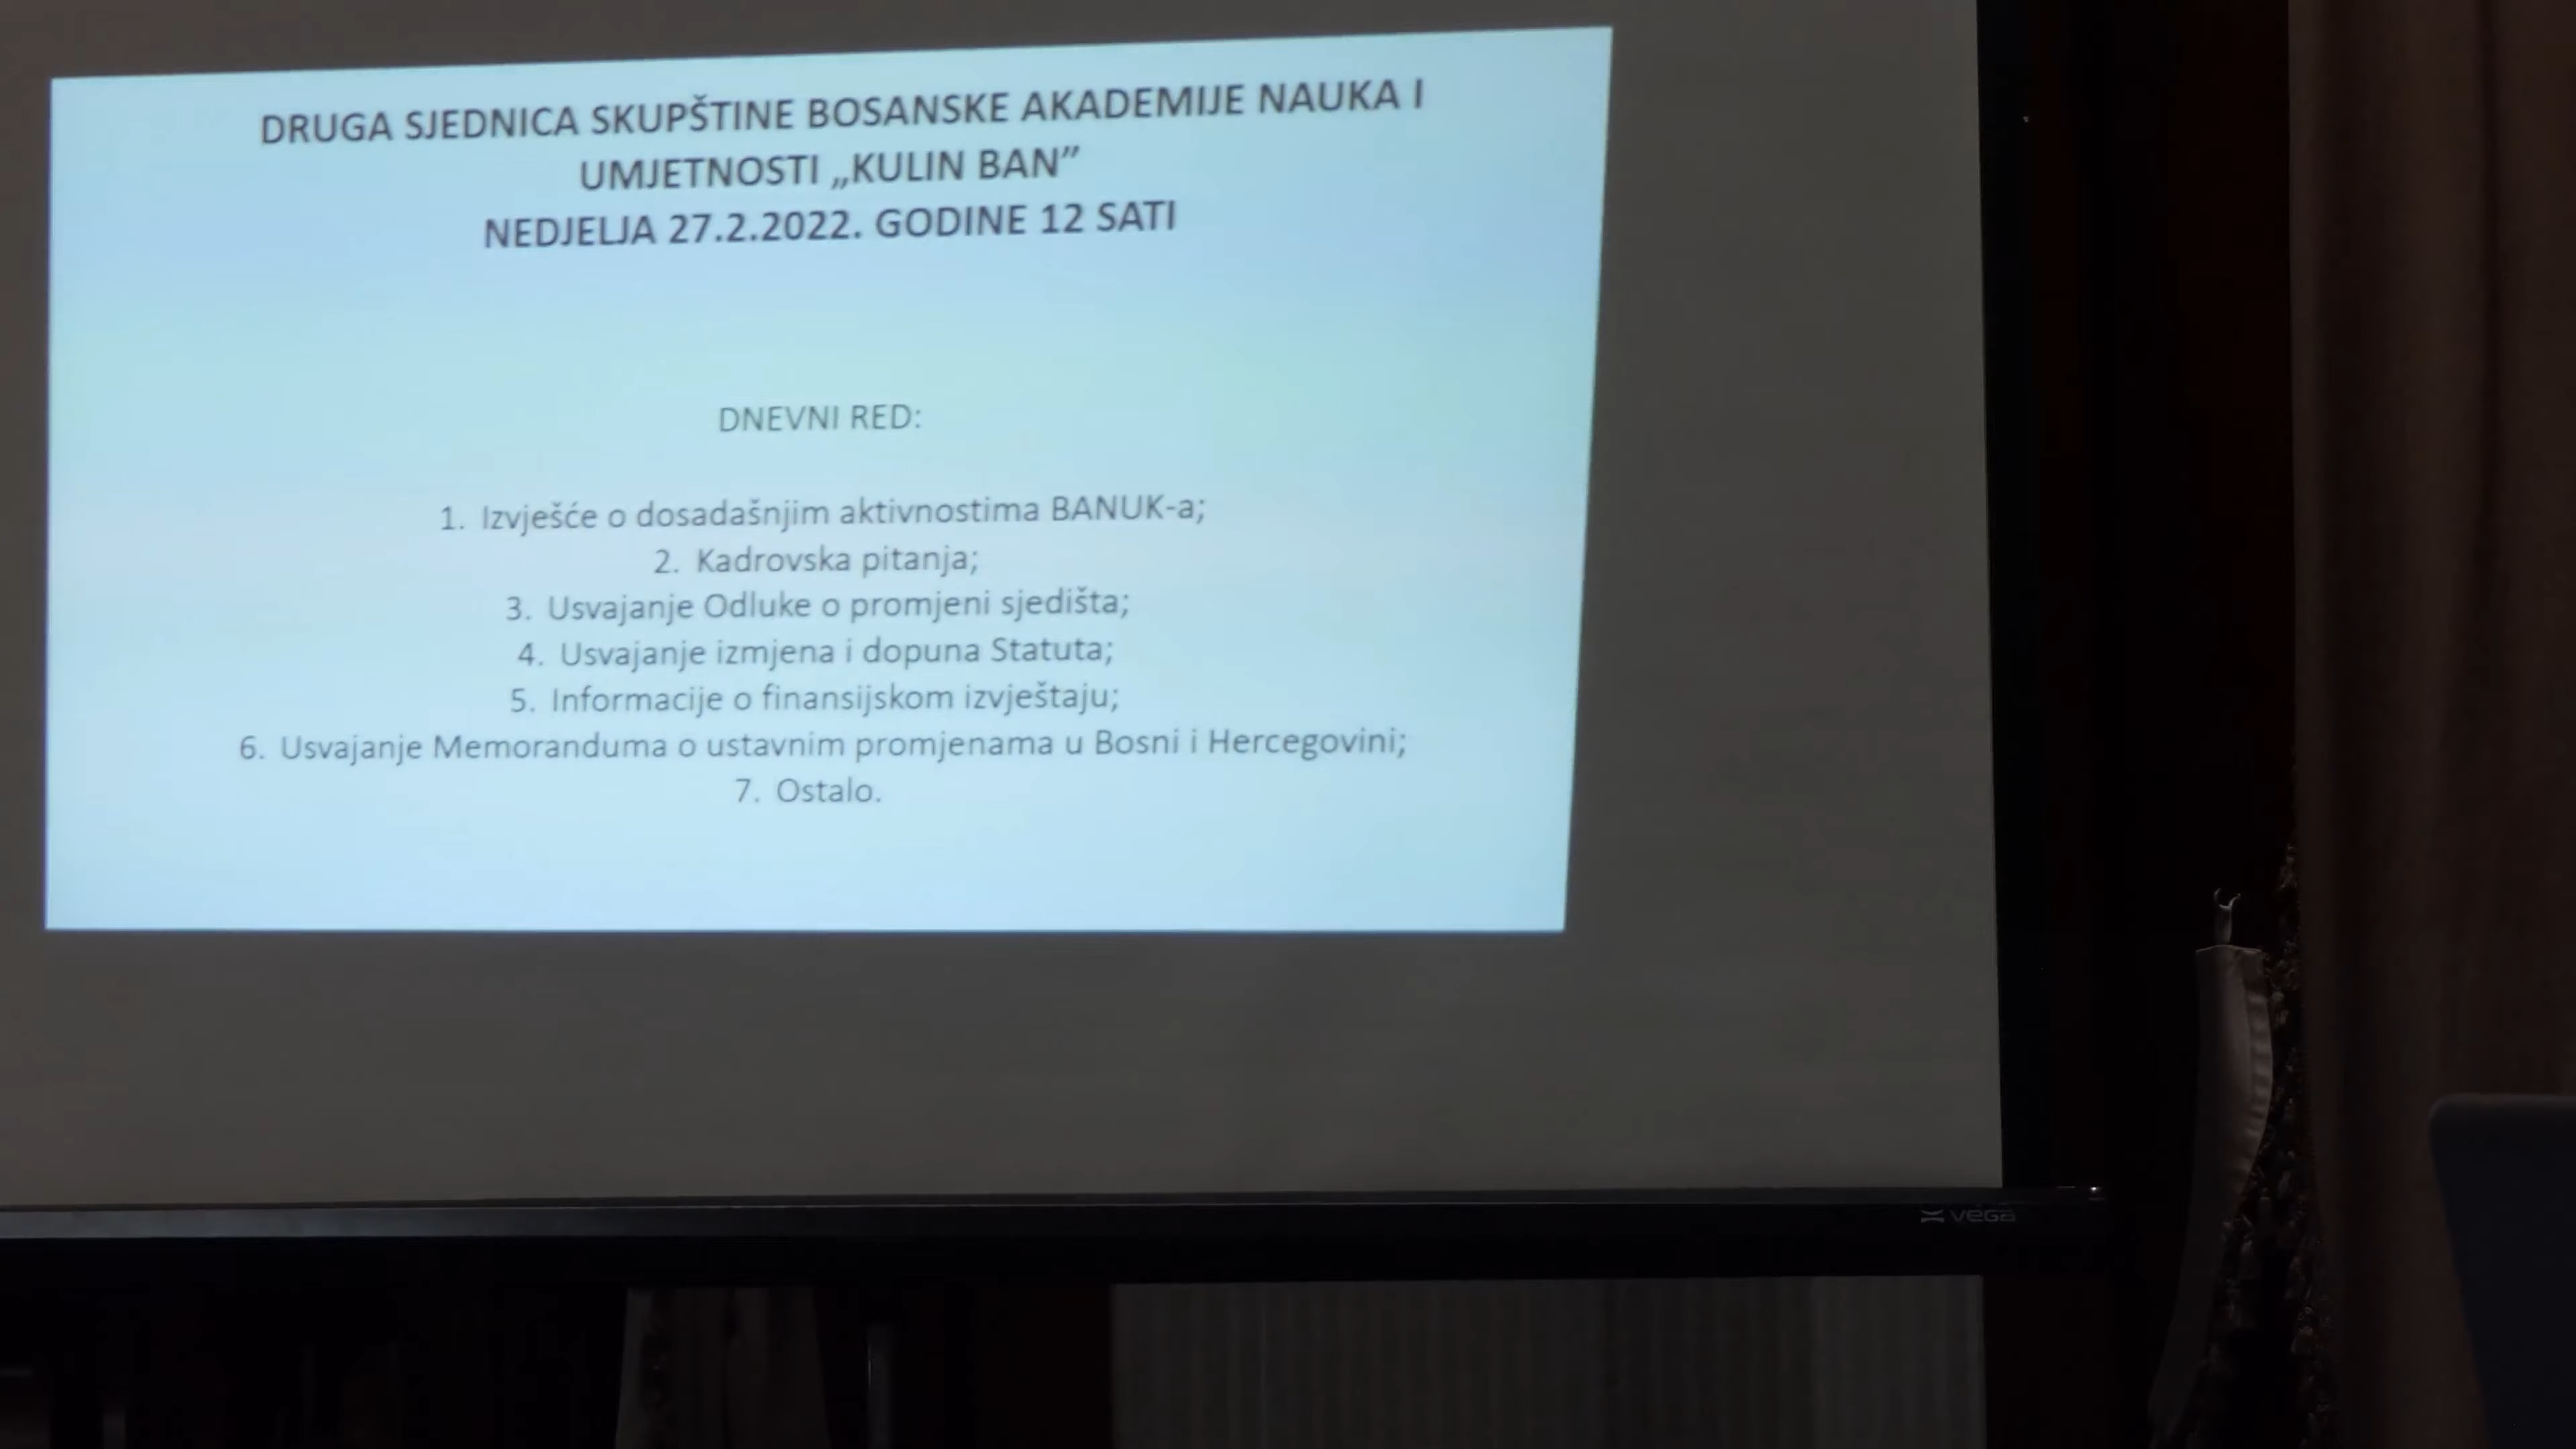 DRUGA SJEDNICA SKUPŠTINE BOSANSKE AKADEMIJE NAUKA I
UMJETNOSTI „KULIN BAN”
NEDJELJA 27.2.2022. GODINE 12 SATI
DNEVNI RED:
1. Izvješće o dosadašnjim aktivnostima BANUK-a;
2. Kadrovska pitanja;
3. Usvajanje Odluke o promjeni sjedišta;
4. Usvajanje izmjena i dopuna Statuta;
5. Informacije o finansijskom izvještaju;
6. Usvajanje Memoranduma o ustavnim promjenama u Bosni i Hercegovini;
7. Ostalo.
vega